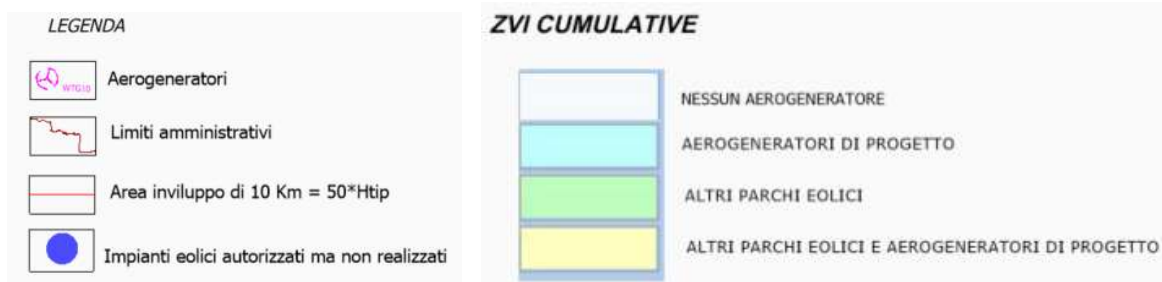 LEGENDA
WTG10
Aerogeneratori
Limiti amministrativi
Area inviluppo di 10 Km = 50*Htip
Impianti eolici autorizzati ma non realizzati
ZVI CUMULATIVE
NESSUN AEROGENERATORE
AEROGENERATORI DI PROGETTO
ALTRI PARCHI EOLICI
ALTRI PARCHI EOLICI E AEROGENERATORI DI PROGETTO